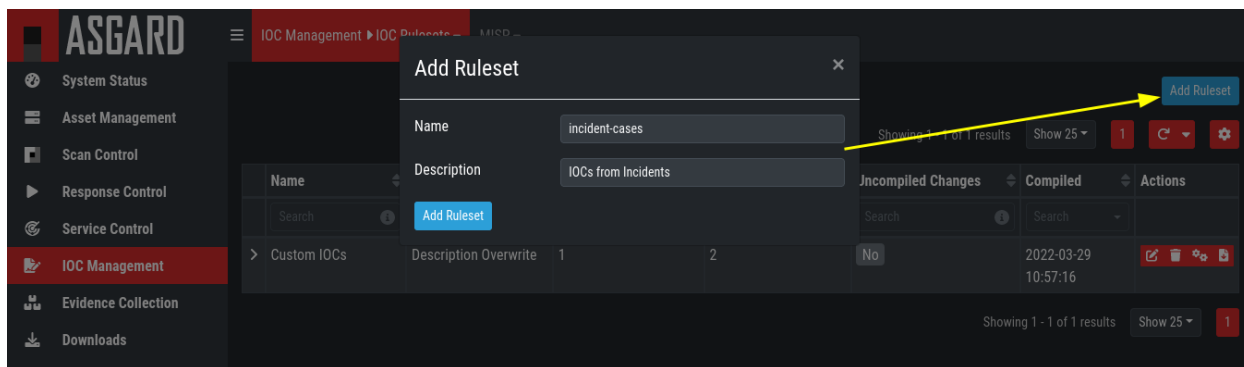 ASGARD
IOC Management ▶ IOC Rulesets
MISP
System Status
Asset Management
Scan Control
Response Control
Service Control
IOC Management
Evidence Collection
Downloads
Add Ruleset
×
Name
incident-cases
Description
IOCs from Incidents
Add Ruleset
Add Ruleset
Showing 1 - 1 of 1 results
Show 25
1
Name
Uncompiled Changes
Compiled
Actions
Search
Search
Search
Custom IOCs
Description Overwrite
1
2
No
2022-03-29
10:57:16
Showing 1 - 1 of 1 results
Show 25
1